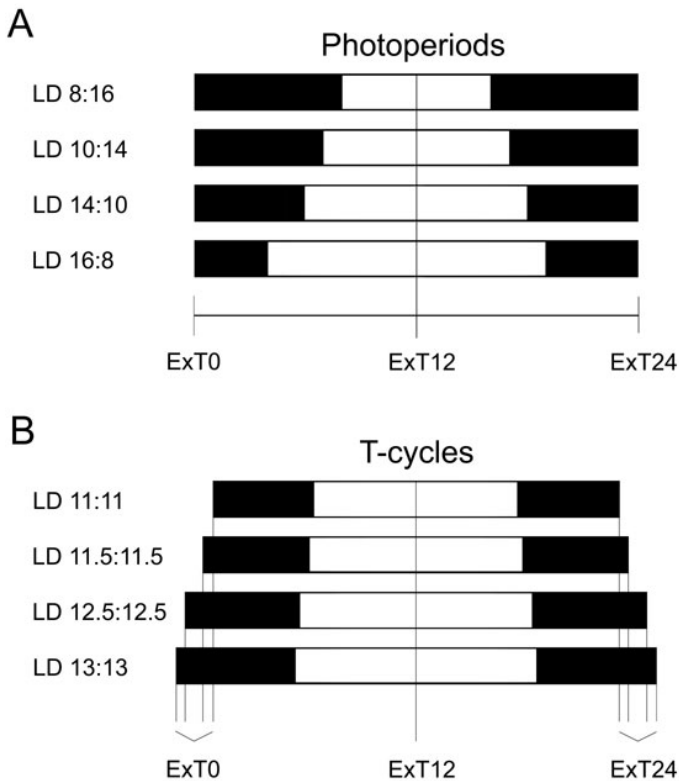 A
Photoperiods
LD 8:16
LD 10:14
LD 14:10
LD 16:8
ExT0 ExT12 ExT24
B
T-cycles
LD 11:11
LD 11.5:11.5
LD 12.5:12.5
LD 13:13
ExT0 ExT12 ExT24